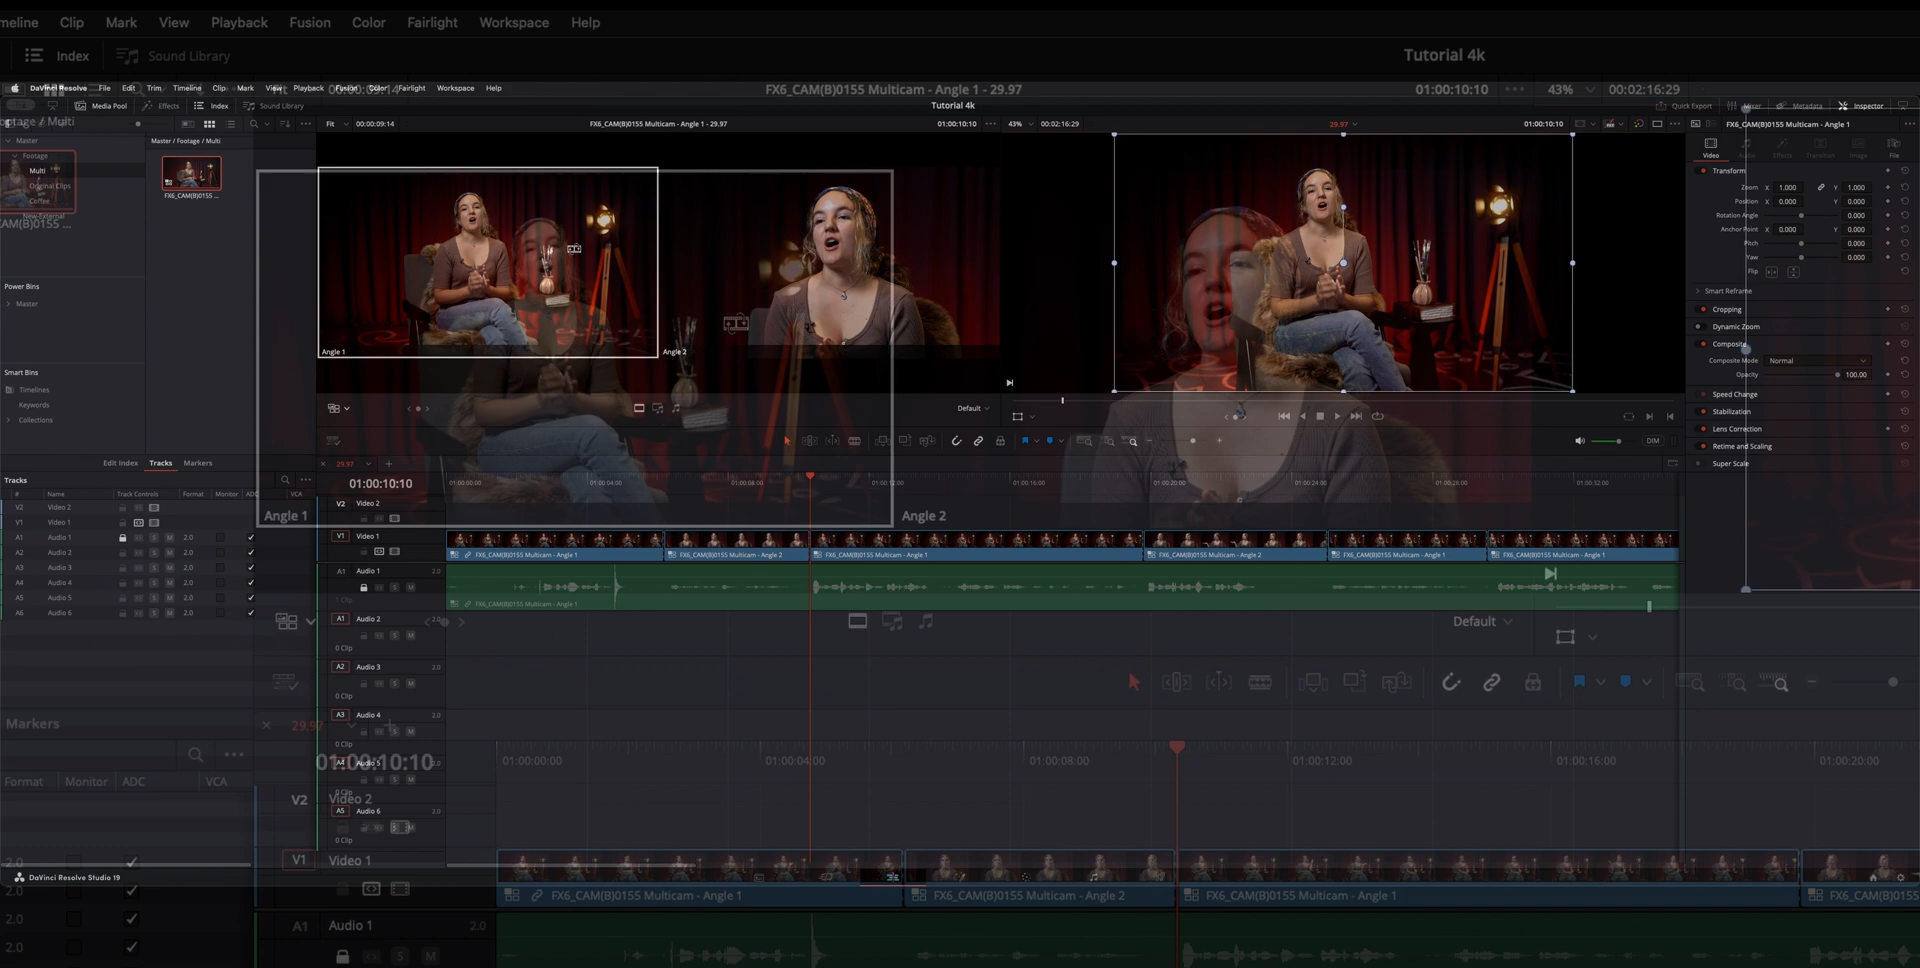 meline Clip Mark View Playback Fusion Color Fairlight Workspace Help
Index Sound Library Tutorial 4k
DaVinci Resolve File Edit Trim Timeline Clip Mark View Playback Fusion Color Fairlight Workspace Help
FX6_CAM(B)0155 Multicam - Angle 1 - 29.97 01:00:10:10 43% 00:02:16:29
Media Pool Effects Index Sound Library Tutorial 4k Quick Export Mixer Metadata Inspector
Fit 00:00:09:14 FX6_CAM(B)0155 Multicam - Angle 1 - 29.97 01:00:10:10 43% 00:02:16:29 29.97 01:00:10:10 FX6_CAM(B)0155 Multicam - Angle 1
Master
Master / Footage / Multi
Footage
Multi
Original Clips
Coffee
New-External
FX6_CAM(B)0155 ...
AM(B)0155 ...
Power Bins
Master
Smart Bins
Timelines
Keywords
Collections
Angle 1
Angle 2
Default
Video Audio Effects Transition Image File
Transform
Zoom X 1.000 Y 1.000
Position X 0.000 Y 0.000
Rotation Angle 0.000
Anchor Point X 0.000 Y 0.000
Pitch 0.000
Yaw 0.000
Flip
Smart Reframe
Cropping
Dynamic Zoom
Composite
Composite Mode Normal
Opacity 100.00
Speed Change
Stabilization
Lens Correction
Retime and Scaling
Super Scale
DIM
Edit Index Tracks Markers
Tracks
# Name Track Controls Format Monitor ADC VCA
V2 Video 2
V1 Video 1
A1 Audio 1 S M 2.0
A2 Audio 2 S M 2.0
A3 Audio 3 S M 2.0
A4 Audio 4 S M 2.0
A5 Audio 5 S M 2.0
A6 Audio 6 S M 2.0
29.97
01:00:10:10 01:00:00:00 01:00:04:00 01:00:08:00 01:00:12:00 01:00:16:00 01:00:20:00 01:00:24:00 01:00:28:00 01:00:32:00
V2 Video 2
Angle 1
Angle 2
V1 Video 1
FX6_CAM(B)0155 Multicam - Angle 1 FX6_CAM(B)0155 Multicam - Angle 2 FX6_CAM(B)0155 Multicam - Angle 1 FX6_CAM(B)0155 Multicam - Angle 2 FX6_CAM(B)0155 Multicam - Angle 1 FX6_CAM(B)0155 Multicam - Angle 1
A1 Audio 1 2.0
1 Clip
FX6_CAM(B)0155 Multicam - Angle 1
A1 Audio 2 2.0
S M
0 Clip
A2 Audio 3 2.0
S M
0 Clip
A3 Audio 4 2.0
S M
0 Clip
A4 Audio 5 2.0
S M
0 Clip
A5 Audio 6 2.0
S M
0 Clip
Default
Markers
29.97
01:00:10:10 01:00:00:00 01:00:04:00 01:00:08:00 01:00:12:00 01:00:16:00 01:00:20:00
Format Monitor ADC VCA
V2 Video 2
2.0 V1 Video 1
DaVinci Resolve Studio 19
2.0
FX6_CAM(B)0155 Multicam - Angle 1 FX6_CAM(B)0155 Multicam - Angle 2 FX6_CAM(B)0155 Multicam - Angle 1 FX6_CAM(B)0155
2.0 A1 Audio 1 2.0
2.0 S M